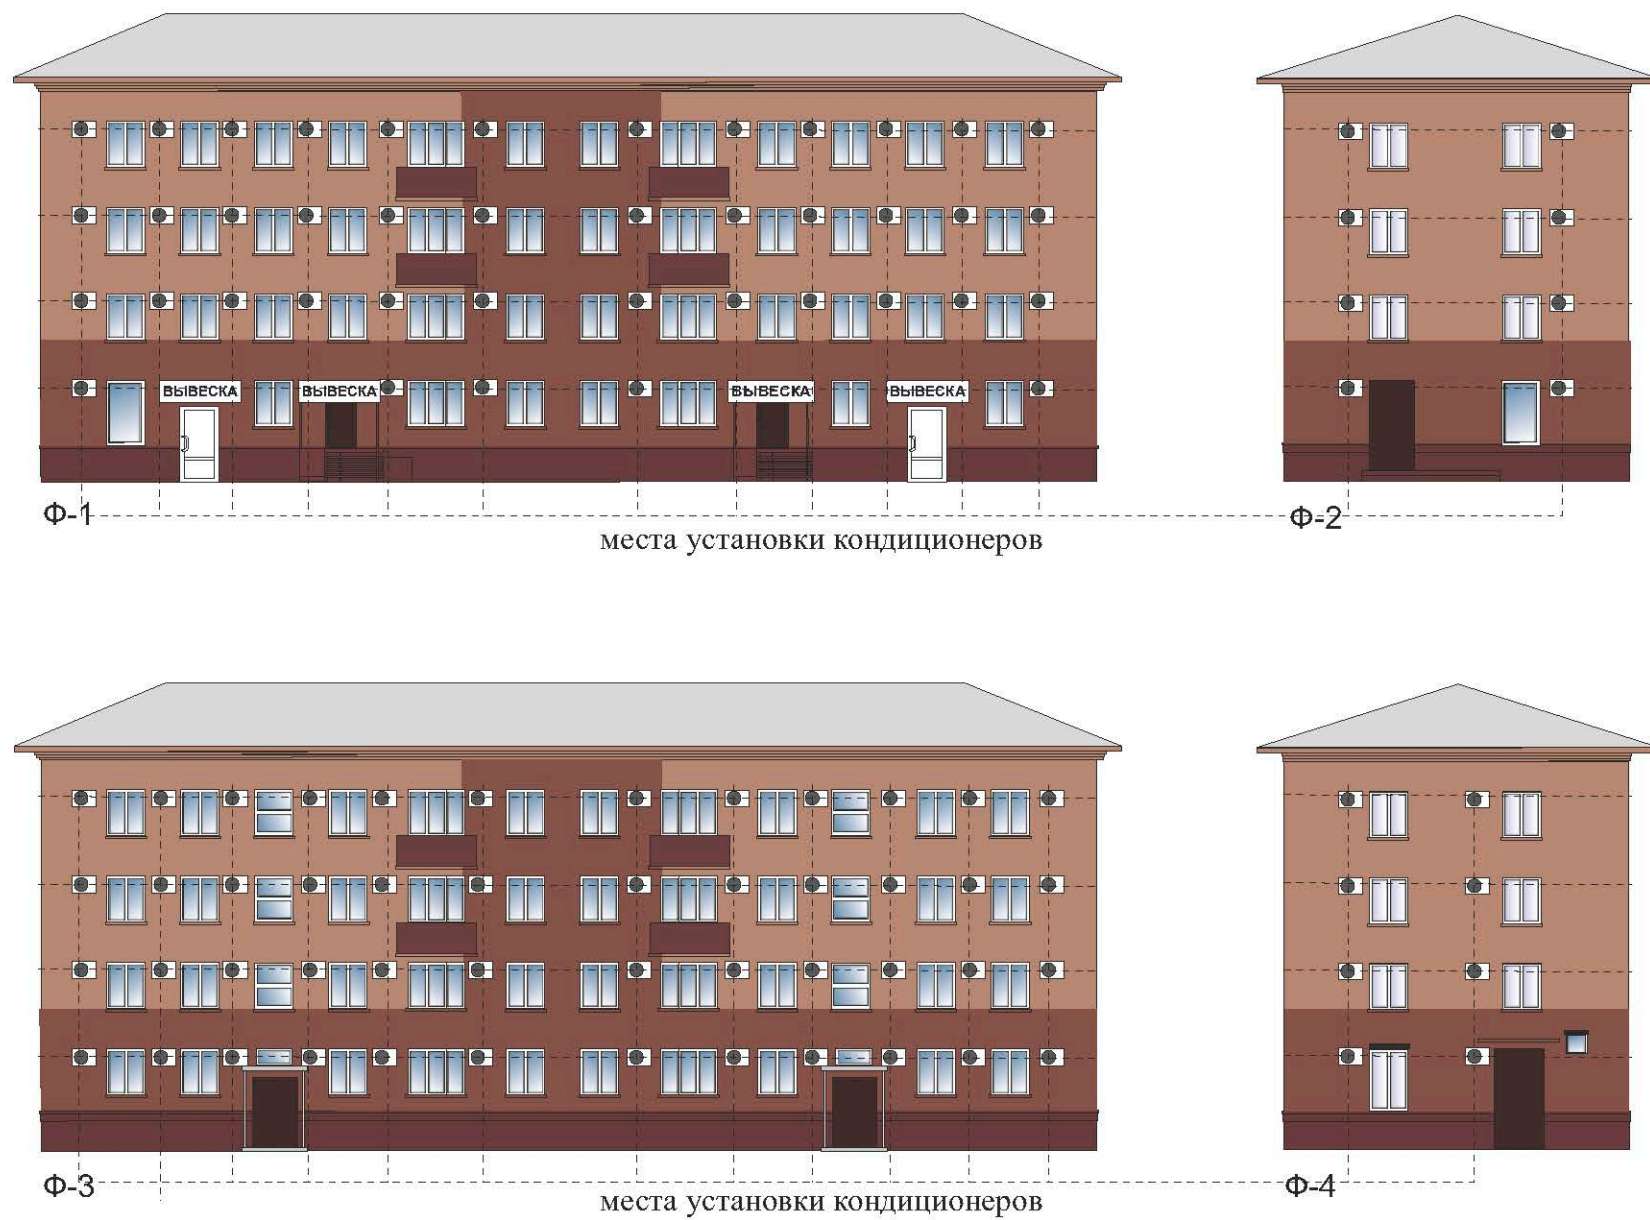 ВЫВЕСКА ВЫВЕСКА ВЫВЕСКА ВЫВЕСКА
Ф-1 Ф-2
места установки кондиционеров
Ф-3 Ф-4
места установки кондиционеров